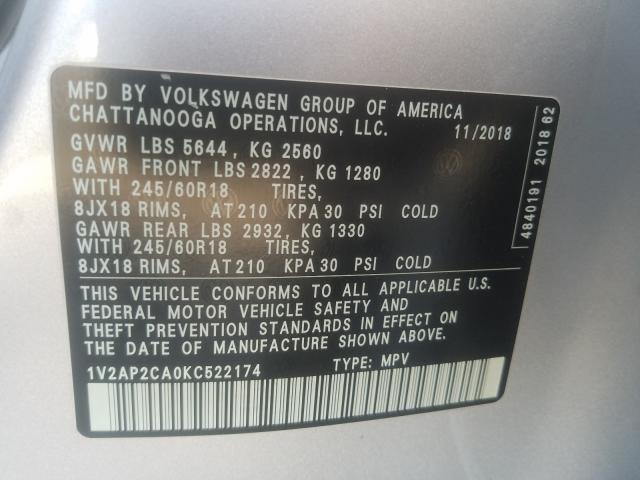 MFD BY VOLKSWAGEN GROUP OF AMERICA
CHATTANOOGA OPERATIONS, LLC. 11/2018
GVWR LBS 5644, KG 2560
GAWR FRONT LBS 2822, KG 1280
WITH 245/60R18 TIRES,
8JX18 RIMS, AT 210 KPA 30 PSI COLD
GAWR REAR LBS 2932, KG 1330
WITH 245/60R18 TIRES,
8JX18 RIMS, AT 210 KPA 30 PSI COLD
THIS VEHICLE CONFORMS TO ALL APPLICABLE U.S.
FEDERAL MOTOR VEHICLE SAFETY AND
THEFT PREVENTION STANDARDS IN EFFECT ON
THE DATE OF MANUFACTURE SHOWN ABOVE.
1V2AP2CA0KC522174 TYPE: MPV
4840191 2018 62